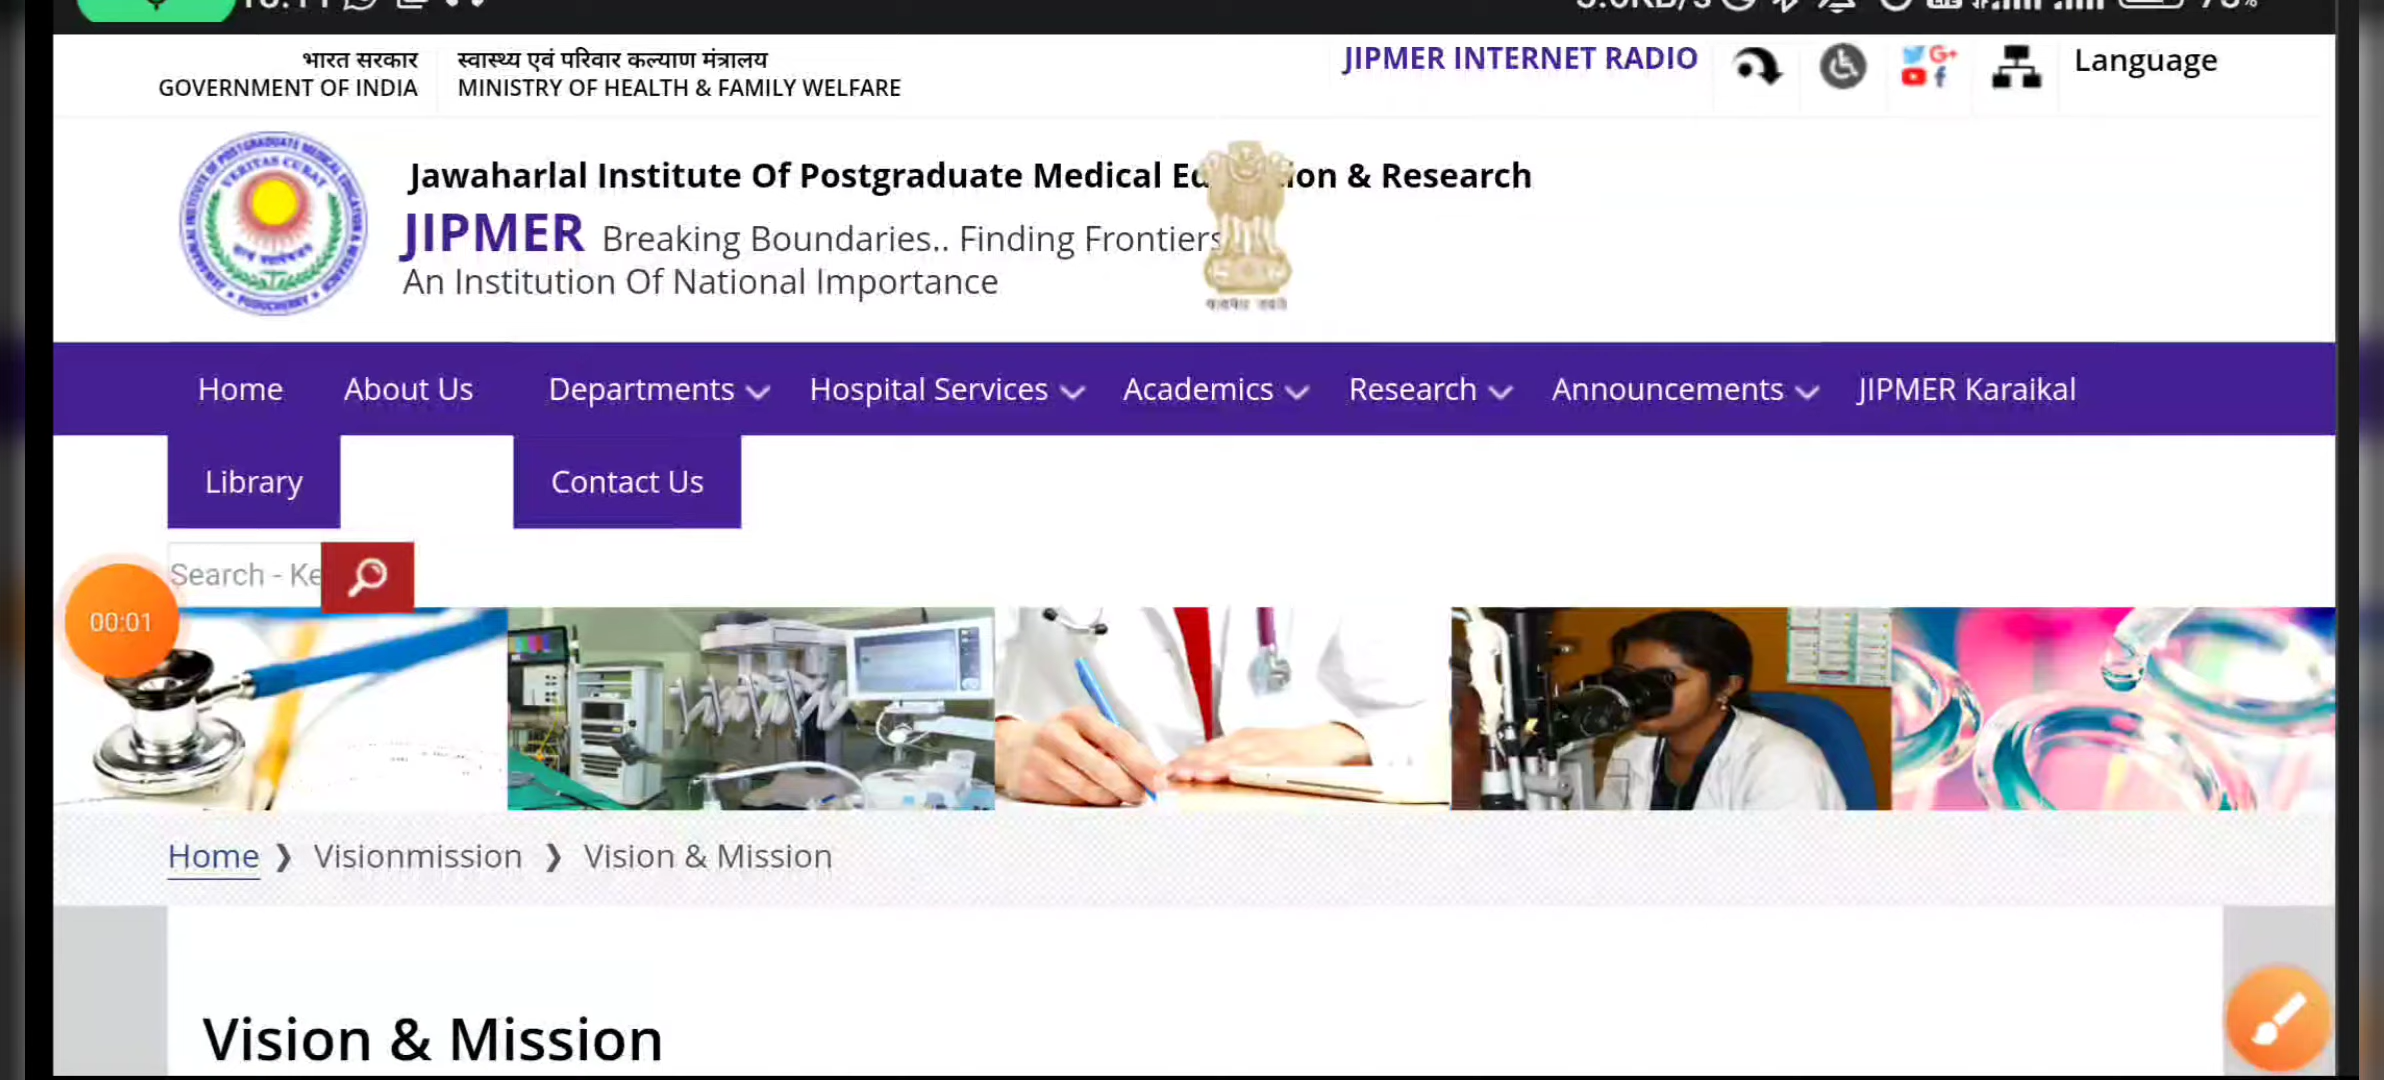 भारत सरकार
GOVERNMENT OF INDIA
स्वास्थ्य एवं परिवार कल्याण मंत्रालय
MINISTRY OF HEALTH & FAMILY WELFARE
JIPMER INTERNET RADIO
Language
Jawaharlal Institute Of Postgraduate Medical & Research
JIPMER Breaking Boundaries.. Finding Frontiers
An Institution Of National Importance
Home About Us Departments Hospital Services Academics Research Announcements JIPMER Karaikal
Library Contact Us
Search - Ke
00:01
Home ❯ Visionmission ❯ Vision & Mission
Vision & Mission